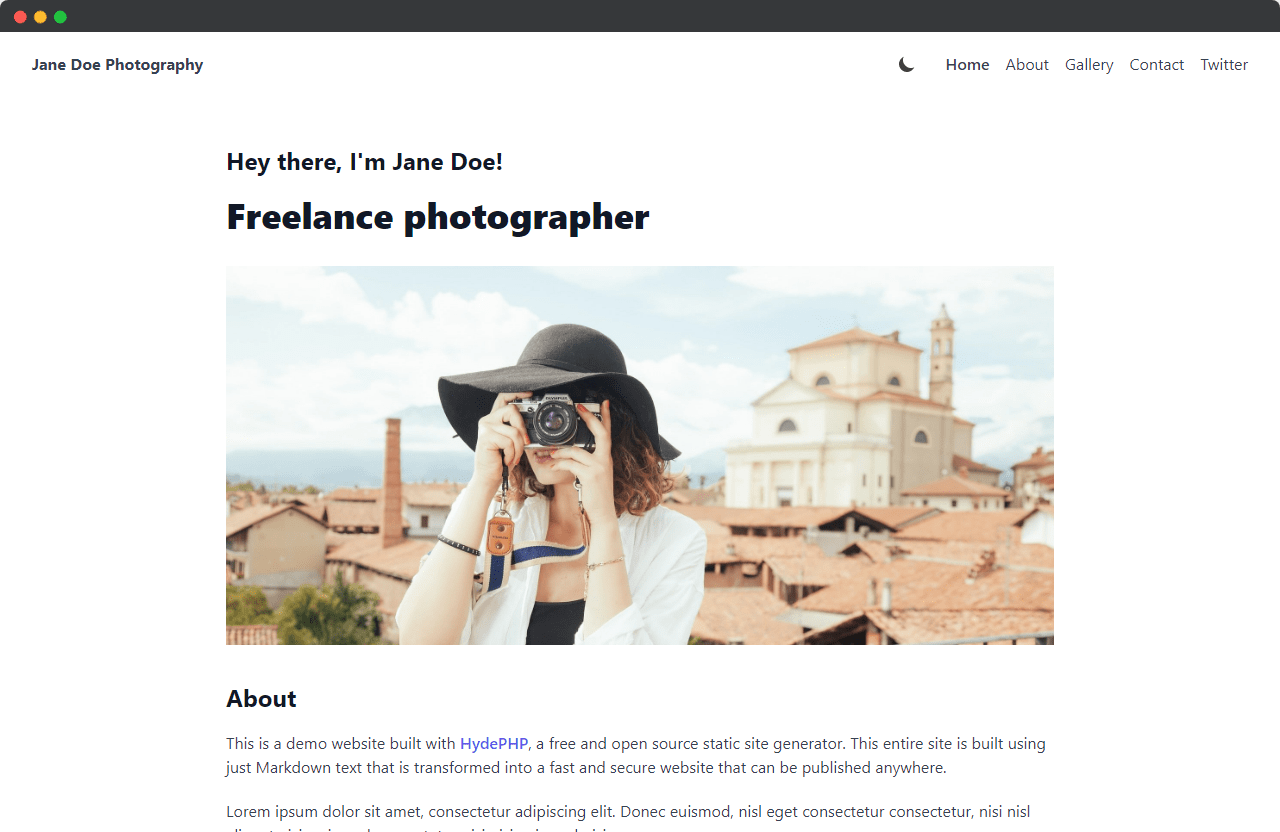 Jane Doe Photography
Home About Gallery Contact Twitter
Hey there, I'm Jane Doe!
Freelance photographer
OLYMPUS
About
This is a demo website built with HydePHP, a free and open source static site generator. This entire site is built using
just Markdown text that is transformed into a fast and secure website that can be published anywhere.
Lorem ipsum dolor sit amet, consectetur adipiscing elit. Donec euismod, nisl eget consectetur consectetur, nisi nisl